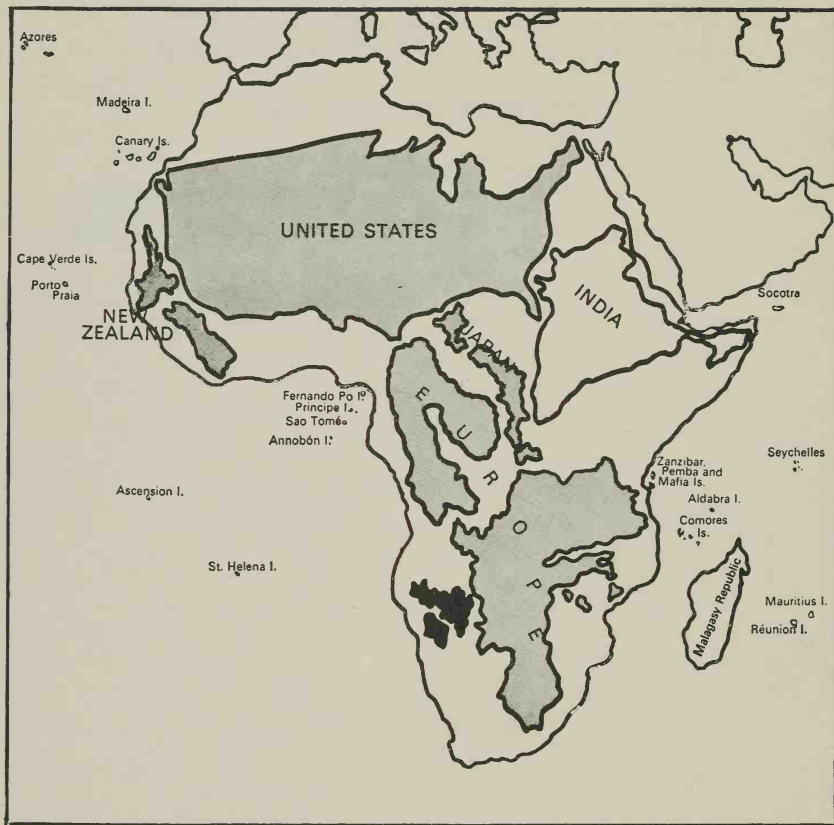 Azores
Madeira I.
Canary Is.
UNITED STATES
Cape Verde Is.
Porto
Praia
NEW
ZEALAND
INDIA
Socotra
JAPAN
Fernando Po I.
Principe I.
Sao Tomé
Annobón I.
EUROPE
Zanzibar,
Pemba and
Mafia Is.
Seychelles
Aldabra I.
Comores
Is.
Ascension I.
St. Helena I.
Malagasy Republic
Mauritius I.
Réunion I.